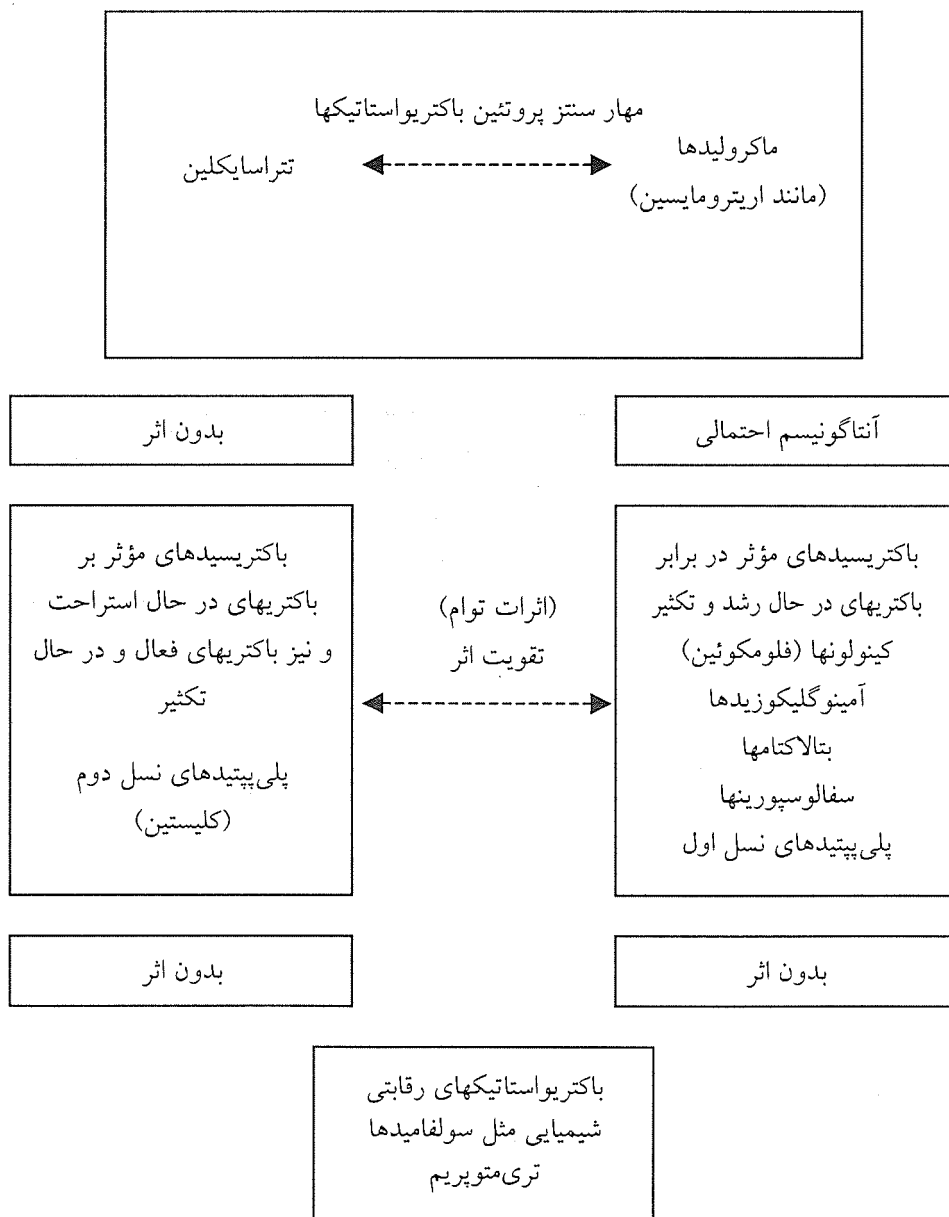 مهار سنتز پروتئین باکتریواستاتیکها
ماکرولیدها
(مانند اریترومایسین)
تتراسایکلین
آنتاگونیسم احتمالی
بدون اثر
باکتریسیدهای مؤثر در برابر
باکتریهای در حال رشد و تکثیر
کینولونها (فلومکوئین)
آمینوگلیکوزیدها
بتالاکتامها
سفالوسپورینها
پلی‌پپتیدهای نسل اول
(اثرات توام)
تقویت اثر
باکتریسیدهای مؤثر بر
باکتریهای در حال استراحت
و نیز باکتریهای فعال و در حال
تکثیر
پلی‌پپتیدهای نسل دوم
(کلیستین)
بدون اثر
بدون اثر
باکتریواستاتیکهای رقابتی
شیمیایی مثل سولفامیدها
تری‌متوپریم